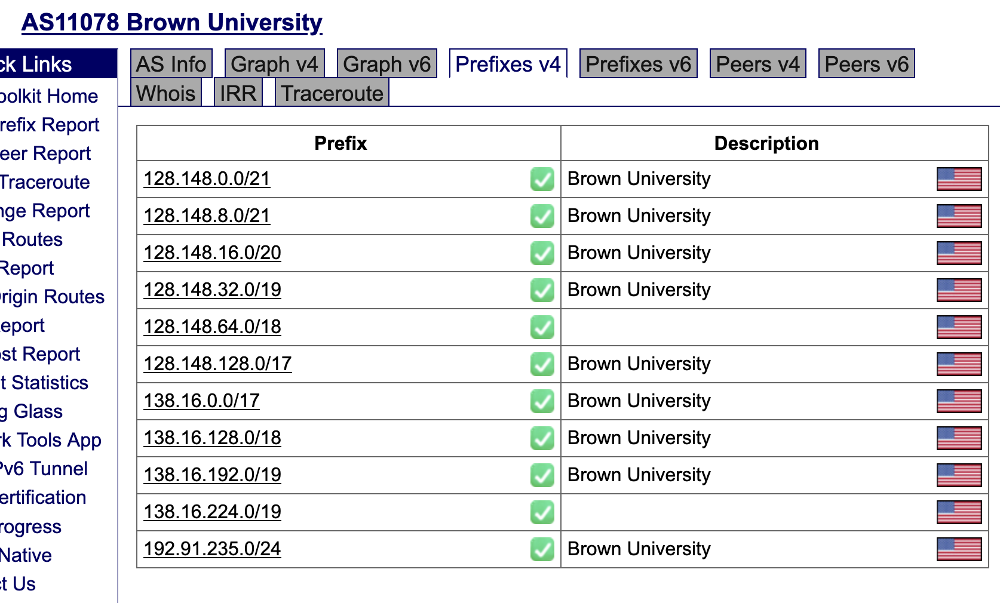 AS11078 Brown University
ck Links
oolkit Home
refix Report
eer Report
Traceroute
nge Report
Routes
Report
rigin Routes
eport
ost Report
t Statistics
g Glass
rk Tools App
Pv6 Tunnel
ertification
rogress
Native
ct Us
AS Info Graph v4 Graph v6 Prefixes v4 Prefixes v6 Peers v4 Peers v6
Whois IRR Traceroute
Prefix Description
128.148.0.0/21 Brown University
128.148.8.0/21 Brown University
128.148.16.0/20 Brown University
128.148.32.0/19 Brown University
128.148.64.0/18
128.148.128.0/17 Brown University
138.16.0.0/17 Brown University
138.16.128.0/18 Brown University
138.16.192.0/19 Brown University
138.16.224.0/19
192.91.235.0/24 Brown University